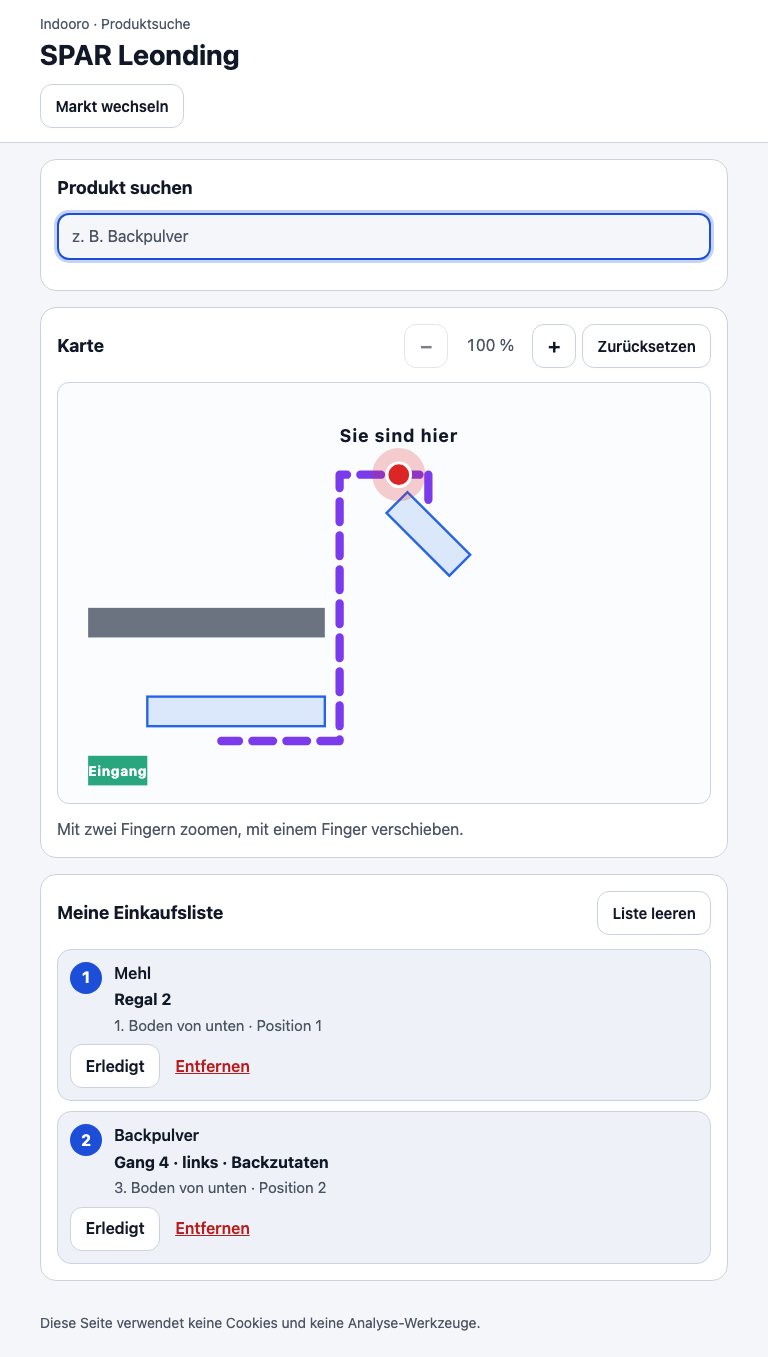 Indooro · Produktsuche
SPAR Leonding
Markt wechseln
Produkt suchen
z. B. Backpulver
Karte
− 100 % + Zurücksetzen
Sie sind hier
Eingang
Mit zwei Fingern zoomen, mit einem Finger verschieben.
Meine Einkaufsliste
Liste leeren
1 Mehl
Regal 2
1. Boden von unten · Position 1
Erledigt Entfernen
2 Backpulver
Gang 4 · links · Backzutaten
3. Boden von unten · Position 2
Erledigt Entfernen
Diese Seite verwendet keine Cookies und keine Analyse-Werkzeuge.